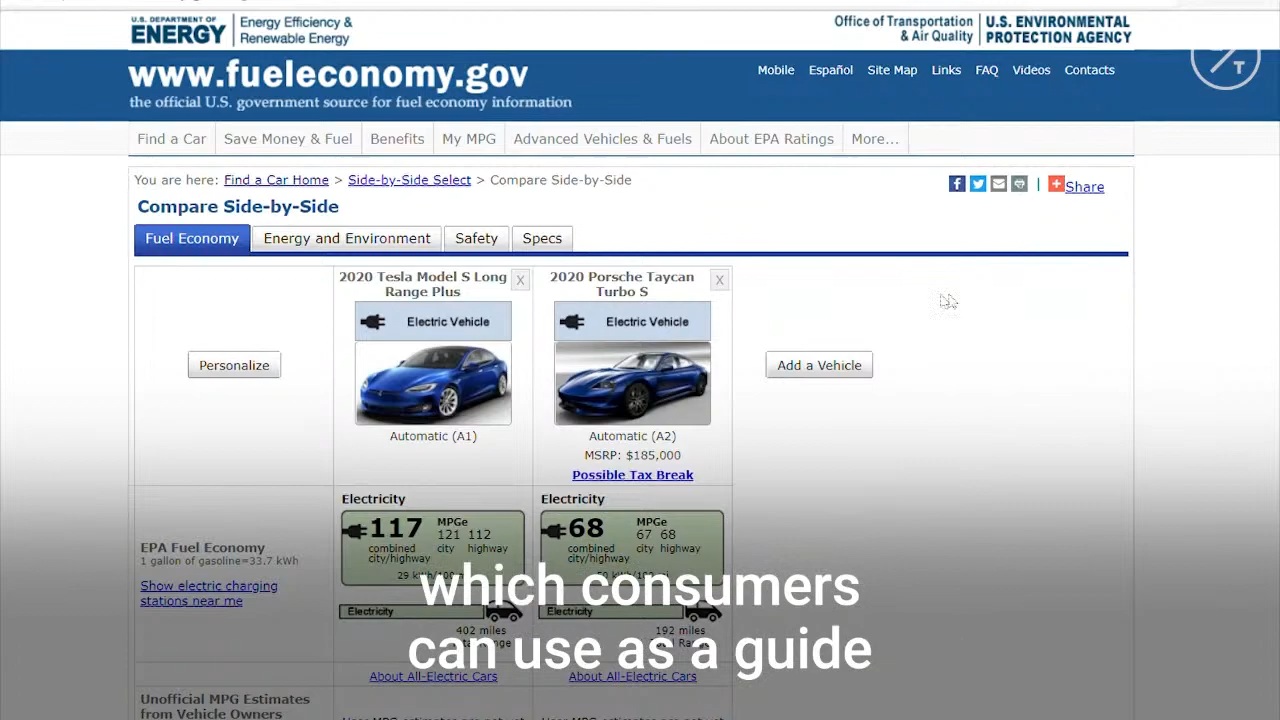 U.S. DEPARTMENT OF
ENERGY
Energy Efficiency &
Renewable Energy
Office of Transportation
& Air Quality
U.S. ENVIRONMENTAL
PROTECTION AGENCY
www.fueleconomy.gov
the official U.S. government source for fuel economy information
Mobile Español Site Map Links FAQ Videos Contacts
T
Find a Car Save Money & Fuel Benefits My MPG Advanced Vehicles & Fuels About EPA Ratings More...
You are here: Find a Car Home > Side-by-Side Select > Compare Side-by-Side
Share
Compare Side-by-Side
Fuel Economy Energy and Environment Safety Specs
2020 Tesla Model S Long
Range Plus
X
2020 Porsche Taycan
Turbo S
X
Electric Vehicle
Electric Vehicle
Personalize
Add a Vehicle
Automatic (A1)
Automatic (A2)
MSRP: $185,000
Possible Tax Break
Electricity
Electricity
EPA Fuel Economy
1 gallon of gasoline=33.7 kWh
Show electric charging
stations near me
117 MPGe
121 112
combined city highway
city/highway
68 MPGe
67 68
combined city highway
city/highway
29
Electricity
Electricity
402 miles
192 miles
which consumers
can use as a guide
About All-Electric Cars
About All-Electric Cars
Unofficial MPG Estimates
from Vehicle Owners